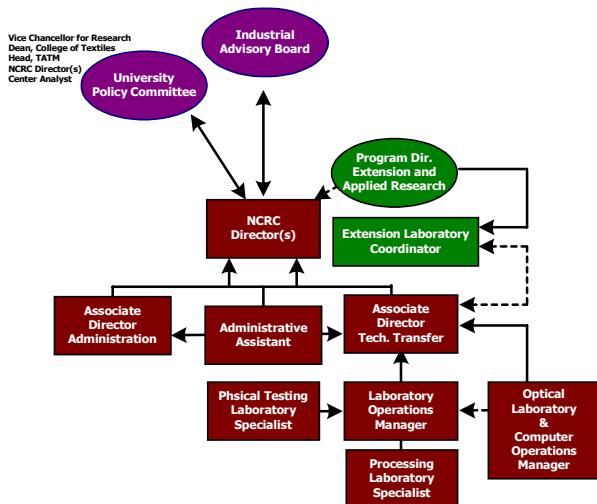 Vice Chancellor for Research
Dean, College of Textiles
Head, TATM
NCRC Director(s)
Center Analyst
Industrial
Advisory Board
University
Policy Committee
Program Dir.
Extension and
Applied Research
NCRC
Director(s)
Extension Laboratory
Coordinator
Associate
Director
Administration
Administrative
Assistant
Associate
Director
Tech. Transfer
Phsical Testing
Laboratory
Specialist
Laboratory
Operations
Manager
Optical
Laboratory
&
Computer
Operations
Manager
Processing
Laboratory
Specialist